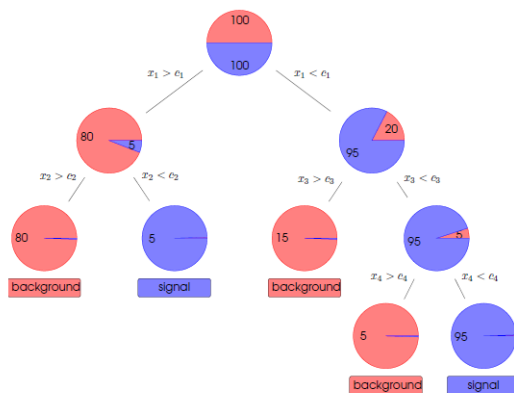 100
100
x₁ > c₁
x₁ < c₁
80
5
20
95
x₂ > c₂
x₂ < c₂
x₃ > c₃
x₃ < c₃
80
5
15
95
5
background
signal
background
x₄ > c₄
x₄ < c₄
5
95
background
signal